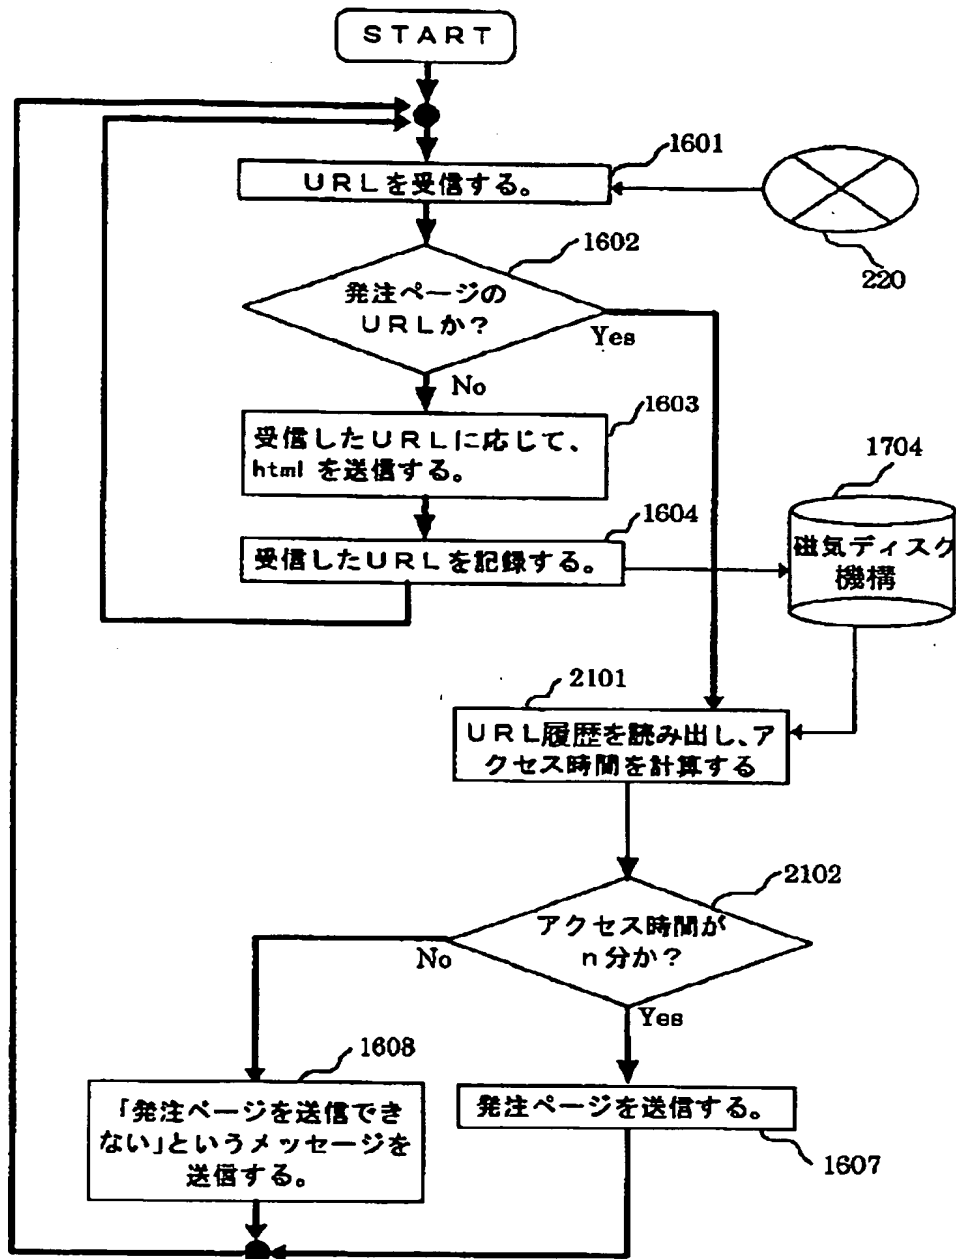 START
1601
URLを受信する。
220
1602
発注ページの
URLか?
Yes
No
1603
受信したURLに応じて、
html を送信する。
1704
磁気ディスク
機構
1604
受信したURLを記録する。
2101
URL履歴を読み出し、ア
クセス時間を計算する
2102
アクセス時間が
n分か?
No
Yes
1608
「発注ページを送信でき
ない」というメッセージを
送信する。
発注ページを送信する。
1607